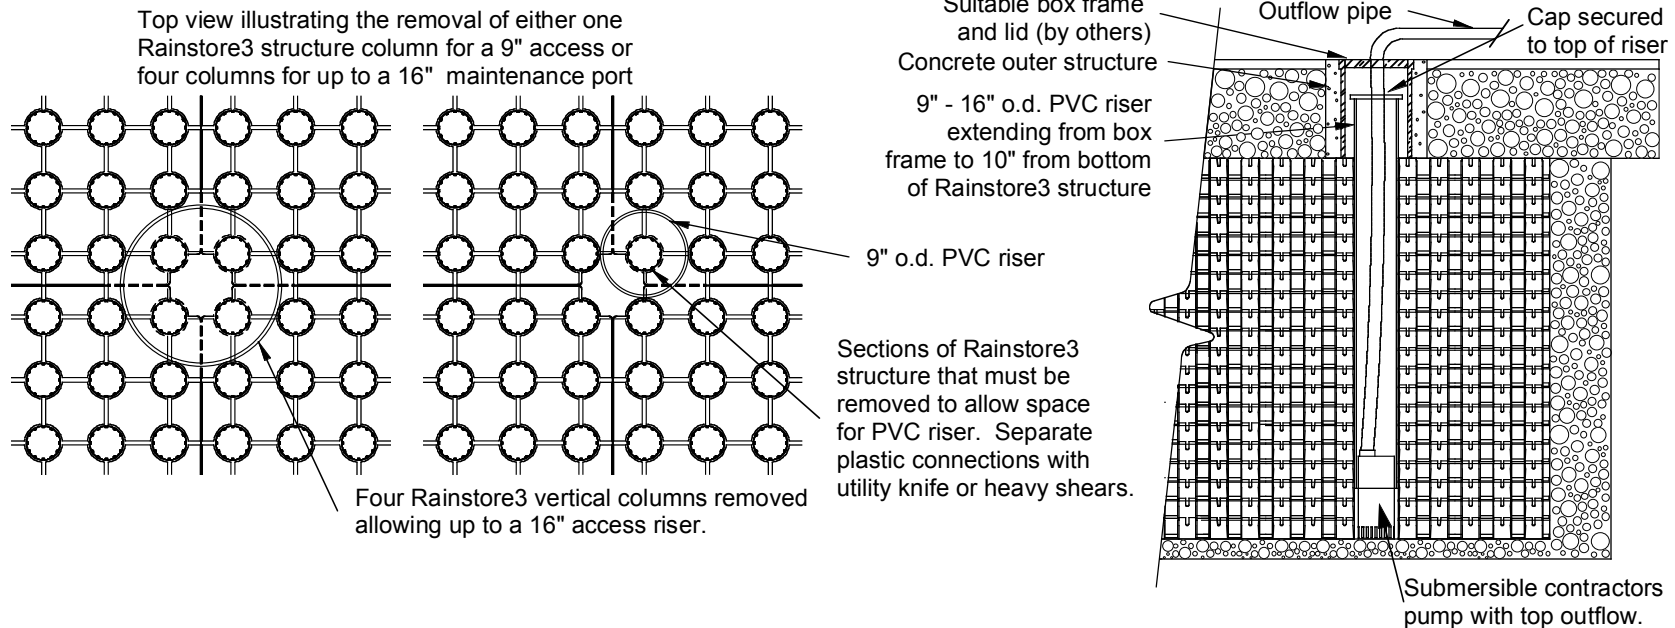 Top view illustrating the removal of either one
Rainstore3 structure column for a 9" access or
four columns for up to a 16" maintenance port
Four Rainstore3 vertical columns removed
allowing up to a 16" access riser.
9" o.d. PVC riser
Sections of Rainstore3
structure that must be
removed to allow space
for PVC riser. Separate
plastic connections with
utility knife or heavy shears.
Suitable box frame
and lid (by others)
Concrete outer structure
9" - 16" o.d. PVC riser
extending from box
frame to 10" from bottom
of Rainstore3 structure
Outflow pipe
Cap secured
to top of riser
Submersible contractors
pump with top outflow.